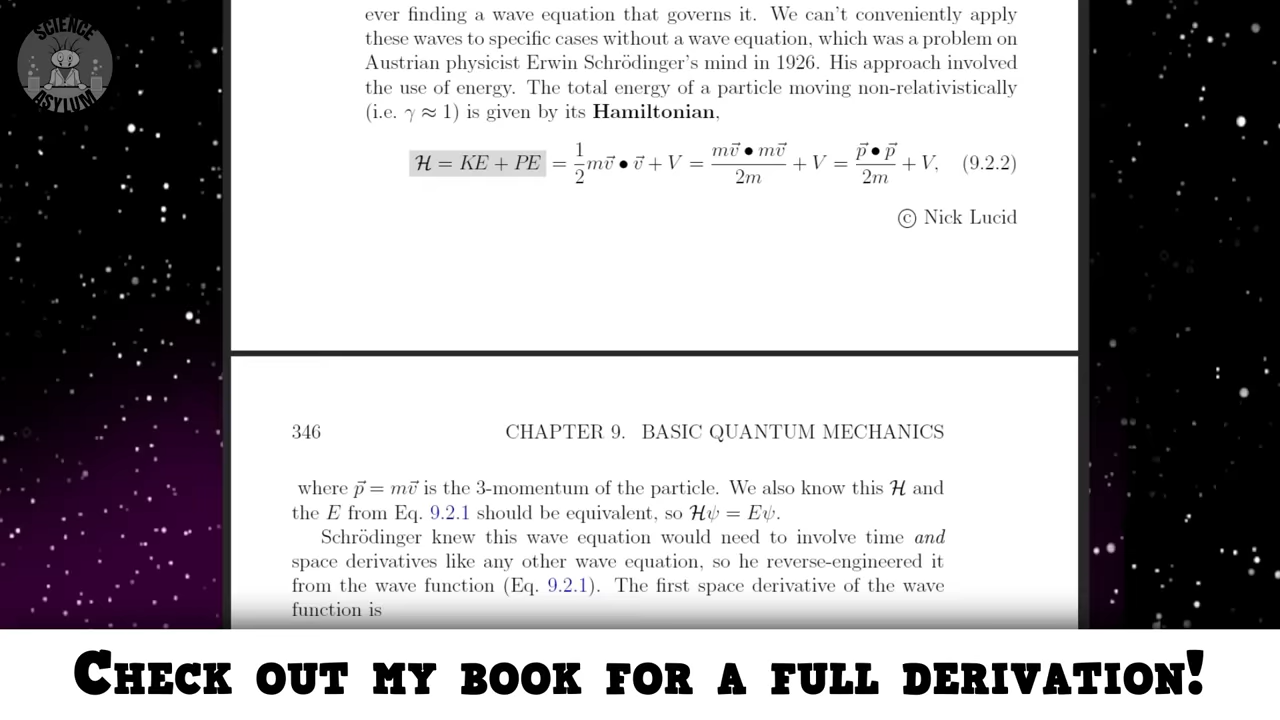 SCIENCE
ASYLUM
ever finding a wave equation that governs it. We can't conveniently apply
these waves to specific cases without a wave equation, which was a problem on
Austrian physicist Erwin Schrödinger's mind in 1926. His approach involved
the use of energy. The total energy of a particle moving non-relativistically
(i.e. γ ≈ 1) is given by its Hamiltonian,
ℋ = KE + PE = 1/2 mv⃗ • v⃗ + V = mv⃗ • mv⃗ / 2m + V = p⃗ • p⃗ / 2m + V, (9.2.2)
© Nick Lucid
346 CHAPTER 9. BASIC QUANTUM MECHANICS
where p⃗ = mv⃗ is the 3-momentum of the particle. We also know this ℋ and
the E from Eq. 9.2.1 should be equivalent, so ℋψ = Eψ.
Schrödinger knew this wave equation would need to involve time and
space derivatives like any other wave equation, so he reverse-engineered it
from the wave function (Eq. 9.2.1). The first space derivative of the wave
function is
CHECK OUT MY BOOK FOR A FULL DERIVATION!